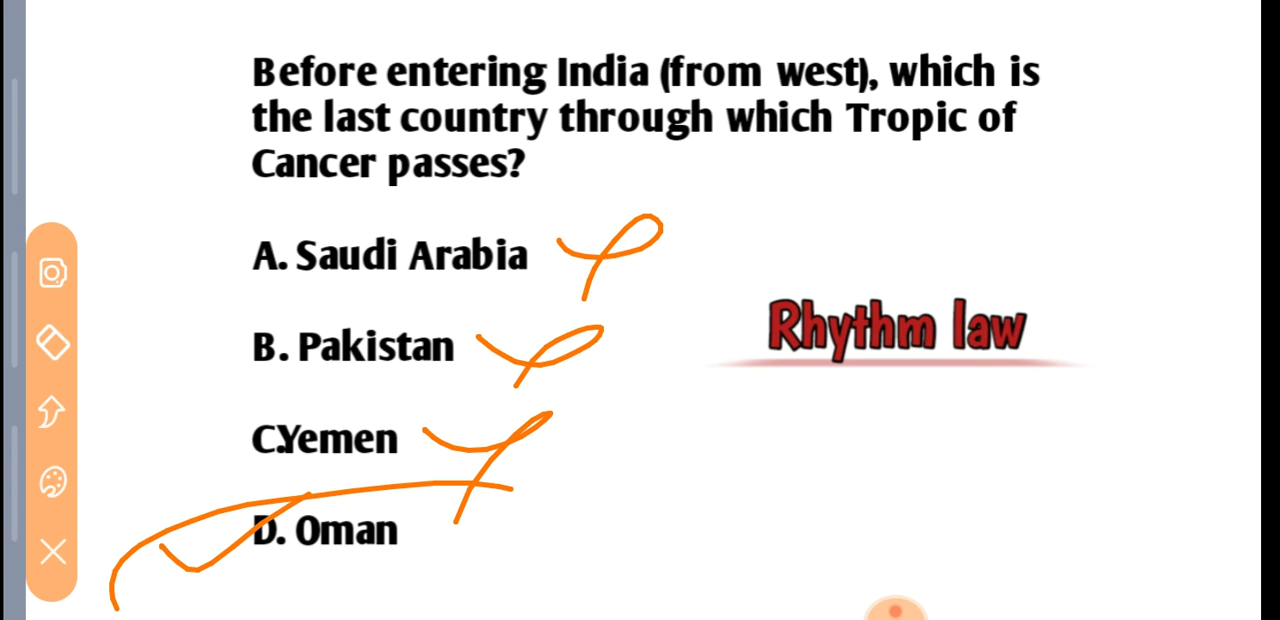 Before entering India (from west), which is
the last country through which Tropic of
Cancer passes?
A. Saudi Arabia
B. Pakistan
C.Yemen
D. Oman
Rhythm law